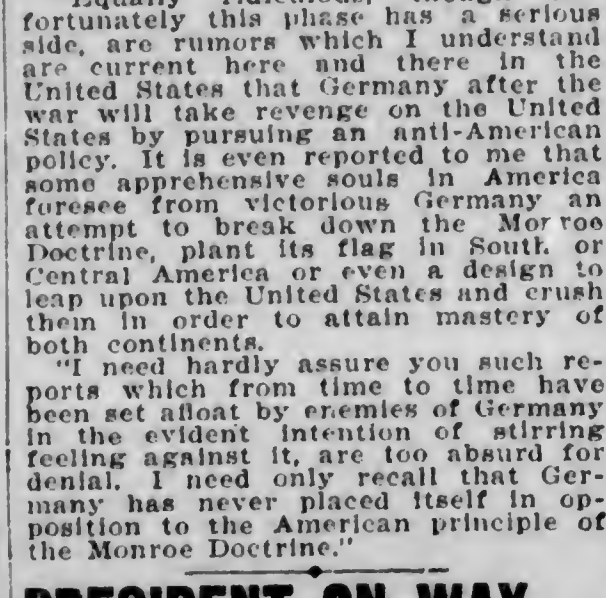 fortunately this phase has a serious
side, are rumors which I understand
are current here and there in the
United States that Germany after the
war will take revenge on the United
States by pursuing an anti-American
policy. It is even reported to me that
some apprehensive souls in America
foresee from victorious Germany an
attempt to break down the Monroe
Doctrine, plant its flag in South or
Central America or even a design to
leap upon the United States and crush
them in order to attain mastery of
both continents.
"I need hardly assure you such re-
ports which from time to time have
been set afloat by enemies of Germany
in the evident intention of stirring
feeling against it, are too absurd for
denial. I need only recall that Ger-
many has never placed itself in op-
position to the American principle of
the Monroe Doctrine."
PRESIDENT ON WAY